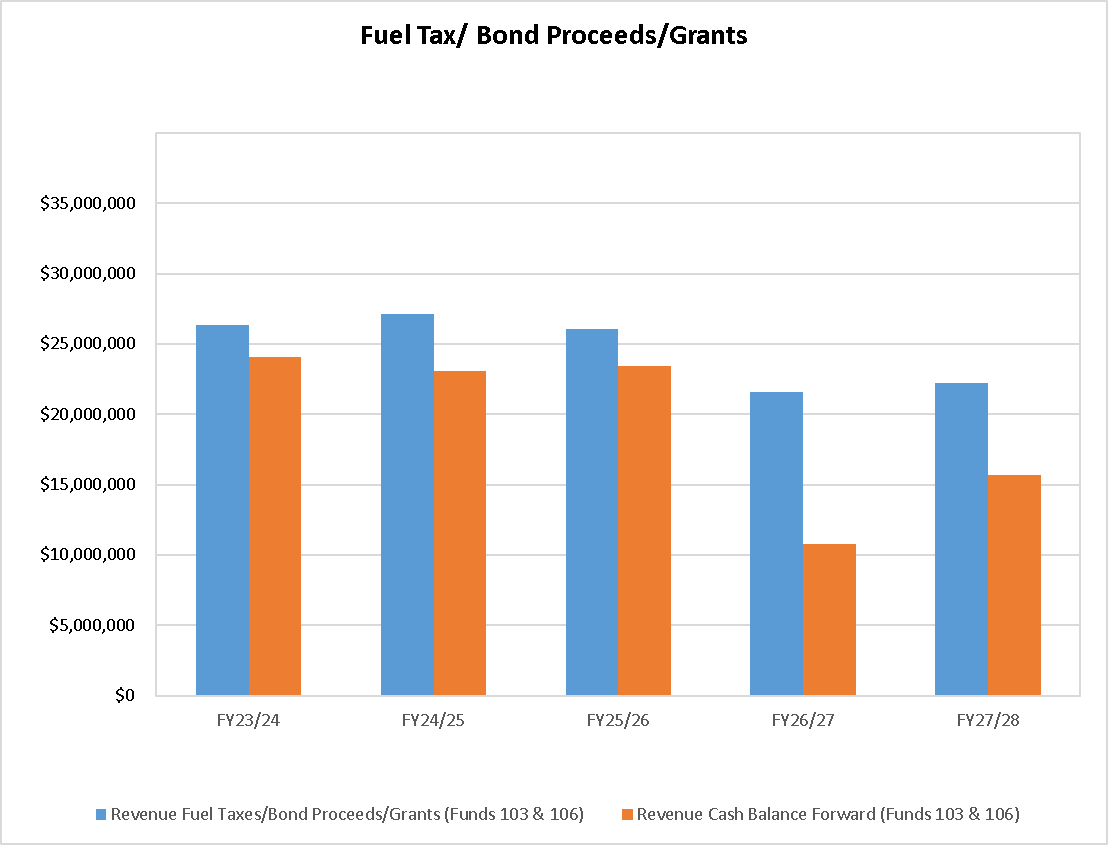 Fuel Tax/ Bond Proceeds/Grants
$35,000,000
$30,000,000
$25,000,000
$20,000,000
$15,000,000
$10,000,000
$5,000,000
$0
FY23/24 FY24/25 FY25/26 FY26/27 FY27/28
Revenue Fuel Taxes/Bond Proceeds/Grants (Funds 103 & 106) Revenue Cash Balance Forward (Funds 103 & 106)